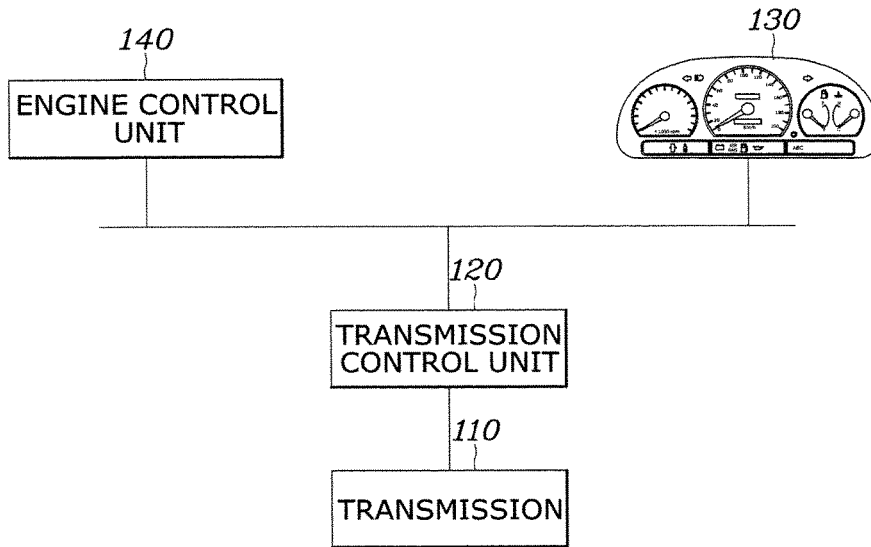 140
130
ENGINE CONTROL
UNIT
120
TRANSMISSION
CONTROL UNIT
110
TRANSMISSION